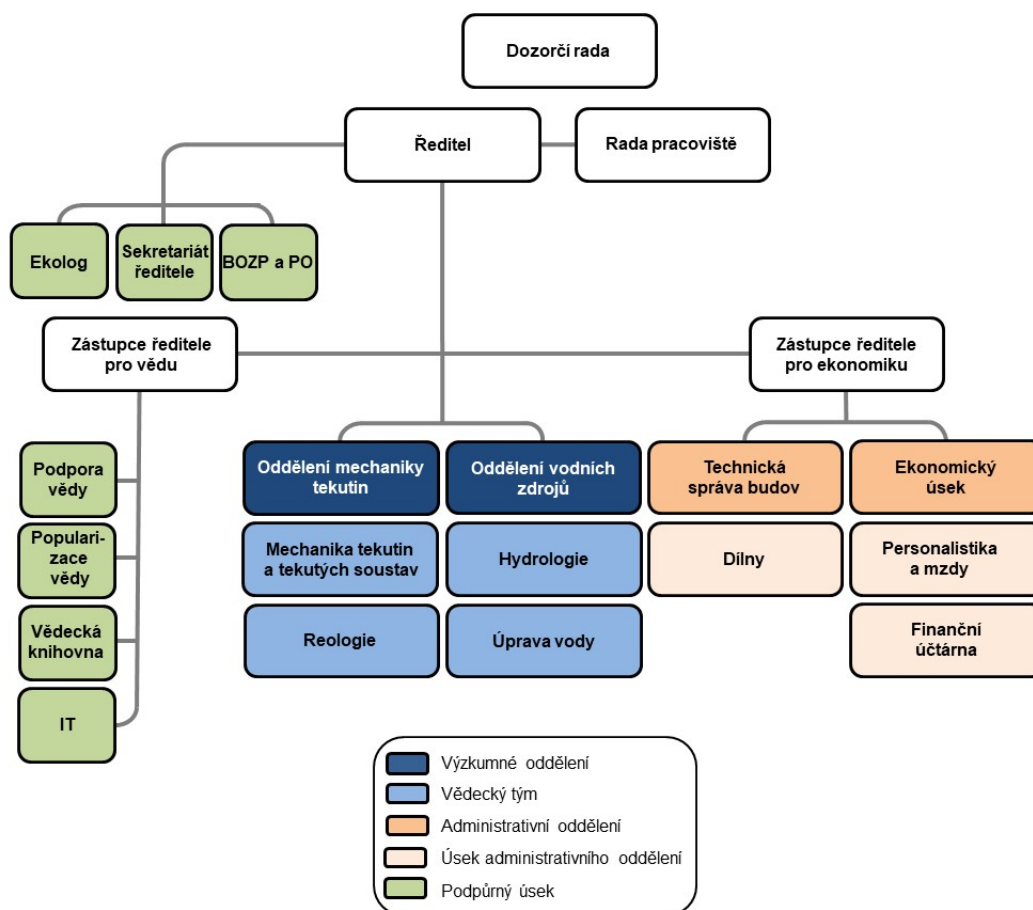 Dozorčí rada
Ředitel
Rada pracoviště
Ekolog
Sekretariát
ředitele
BOZP a PO
Zástupce ředitele
pro vědu
Zástupce ředitele
pro ekonomiku
Podpora
vědy
Populari-
zace
vědy
Vědecká
knihovna
IT
Oddělení mechaniky
tekutin
Mechanika tekutin
a tekutých soustav
Reologie
Oddělení vodních
zdrojů
Hydrologie
Úprava vody
Technická
správa budov
Dílny
Ekonomický
úsek
Personalistika
a mzdy
Finanční
účtárna
Výzkumné oddělení
Vědecký tým
Administrativní oddělení
Úsek administrativního oddělení
Podpůrný úsek